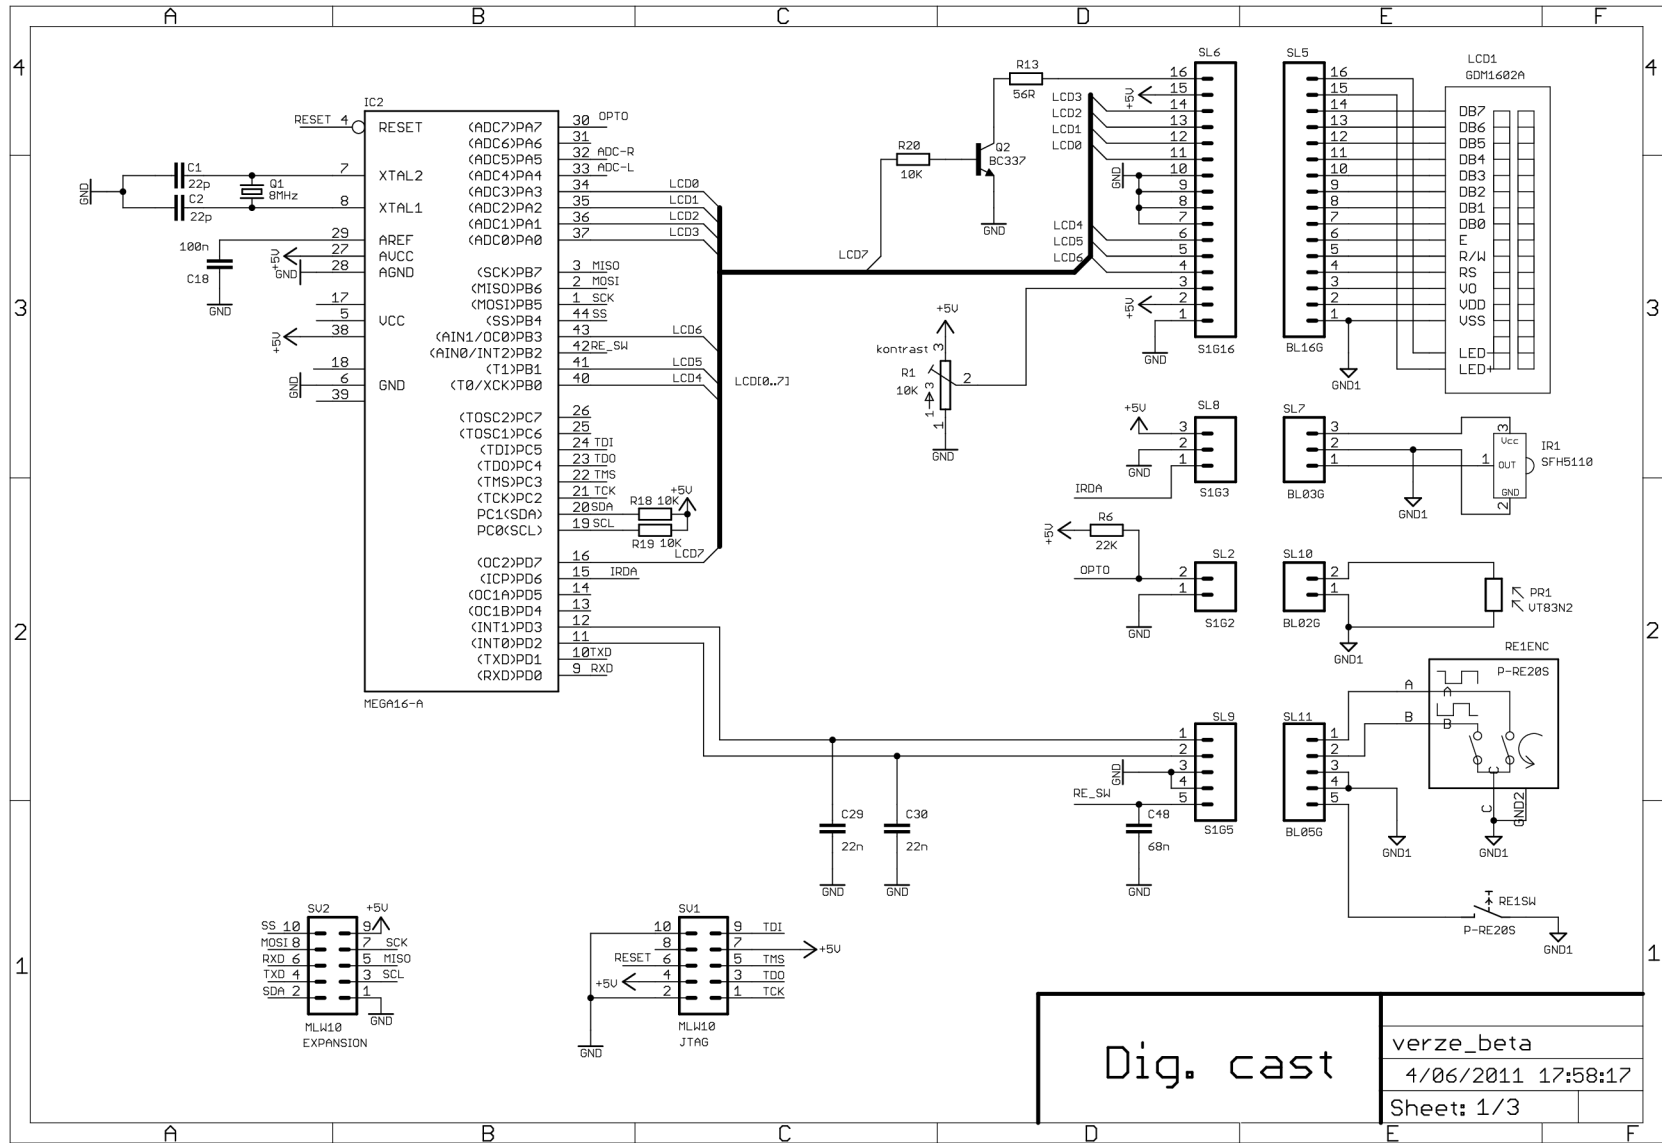 A B C D E F
4 4
3 3
2 2
1 1
A B C D E F
IC2
RESET 4 RESET
7 XTAL2
8 XTAL1
29 AREF
27 AVCC
28 AGND
17
5 VCC
38
18
6 GND
39
(ADC7)PA7 30 OPTO
(ADC6)PA6 31
(ADC5)PA5 32 ADC-R
(ADC4)PA4 33 ADC-L
(ADC3)PA3 34 LCD0
(ADC2)PA2 35 LCD1
(ADC1)PA1 36 LCD2
(ADC0)PA0 37 LCD3
(SCK)PB7 3 MISO
(MISO)PB6 2 MOSI
(MOSI)PB5 1 SCK
(SS)PB4 44 SS
(AIN1/OC0)PB3 43 LCD6
(AIN0/INT2)PB2 42 RE_SW
(T1)PB1 41 LCD5
(T0/XCK)PB0 40 LCD4
(TOSC2)PC7 26
(TOSC1)PC6 25
(TDI)PC5 24 TDI
(TDO)PC4 23 TDO
(TMS)PC3 22 TMS
(TCK)PC2 21 TCK
PC1(SDA) 20 SDA
PC0(SCL) 19 SCL
(OC2)PD7 16 LCD7
(ICP)PD6 15 IRDA
(OC1A)PD5 14
(OC1B)PD4 13
(INT1)PD3 12
(INT0)PD2 11
(TXD)PD1 10 TXD
(RXD)PD0 9 RXD
MEGA16-A
GND
C1
22p
C2
22p
Q1
8MHz
100n
C18
GND
+5V
GND
+5V
GND
R18 10K
+5V
R19 10K
LCD[0..7]
LCD7
R20
10K
Q2
BC337
GND
R13
56R
LCD3
LCD2
LCD1
LCD0
LCD4
LCD5
LCD6
+5V
GND
+5V
GND
+5V
kontrast 3
R1
10K
3
1
2
1
GND
SL6
16
15
14
13
12
11
10
9
8
7
6
5
4
3
2
1
S1G16
SL5
16
15
14
13
12
11
10
9
8
7
6
5
4
3
2
1
BL16G
GND1
LCD1
GDM1602A
DB7
DB6
DB5
DB4
DB3
DB2
DB1
DB0
E
R/W
RS
VO
VDD
VSS
LED-
LED+
+5V
GND
IRDA
SL8
3
2
1
S1G3
SL7
3
2
1
BL03G
GND1
3
Vcc
1 OUT
GND
2
IR1
SFH5110
+5V
R6
22K
OPTO
GND
SL2
2
1
S1G2
SL10
2
1
BL02G
GND1
PR1
VT83N2
GND
RE_SW
C48
68n
GND
SL9
1
2
3
4
5
S1G5
SL11
1
2
3
4
5
BL05G
GND1
RE1ENC
P-RE20S
A A
B B
C
C
GND2
GND1
RE1SW
P-RE20S
GND1
C29
22n
GND
C30
22n
GND
SV2
+5V
SS 10 9
MOSI 8 7 SCK
RXD 6 5 MISO
TXD 4 3 SCL
SDA 2 1
GND
MLW10
EXPANSION
SV1
10 9 TDI
8 7 +5V
RESET 6 5 TMS
+5V 4 3 TDO
2 1 TCK
GND
MLW10
JTAG
Dig. cast
verze_beta
4/06/2011 17:58:17
Sheet: 1/3